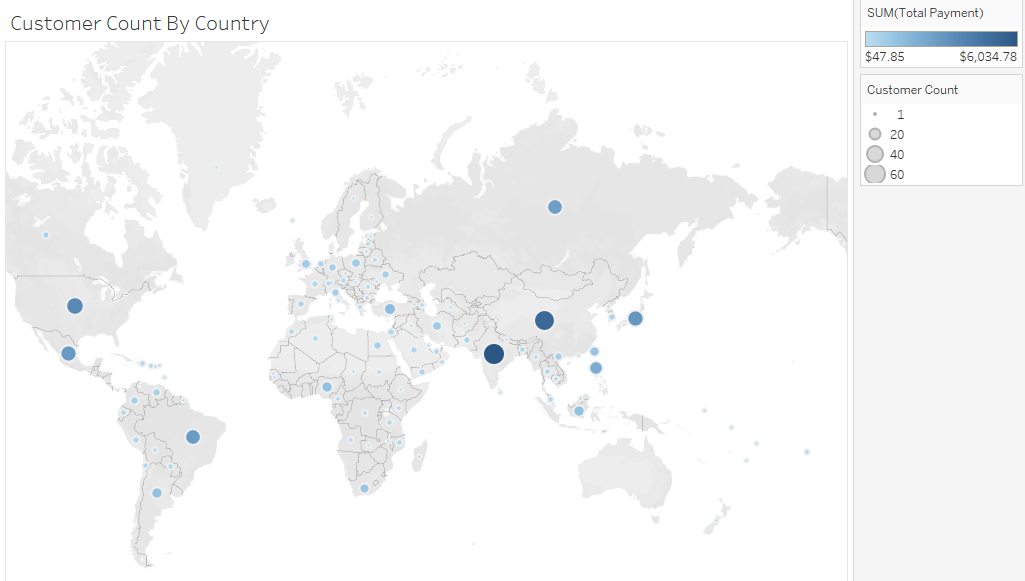 Customer Count By Country
SUM(Total Payment)
$47.85 $6,034.78
Customer Count
1
20
40
60